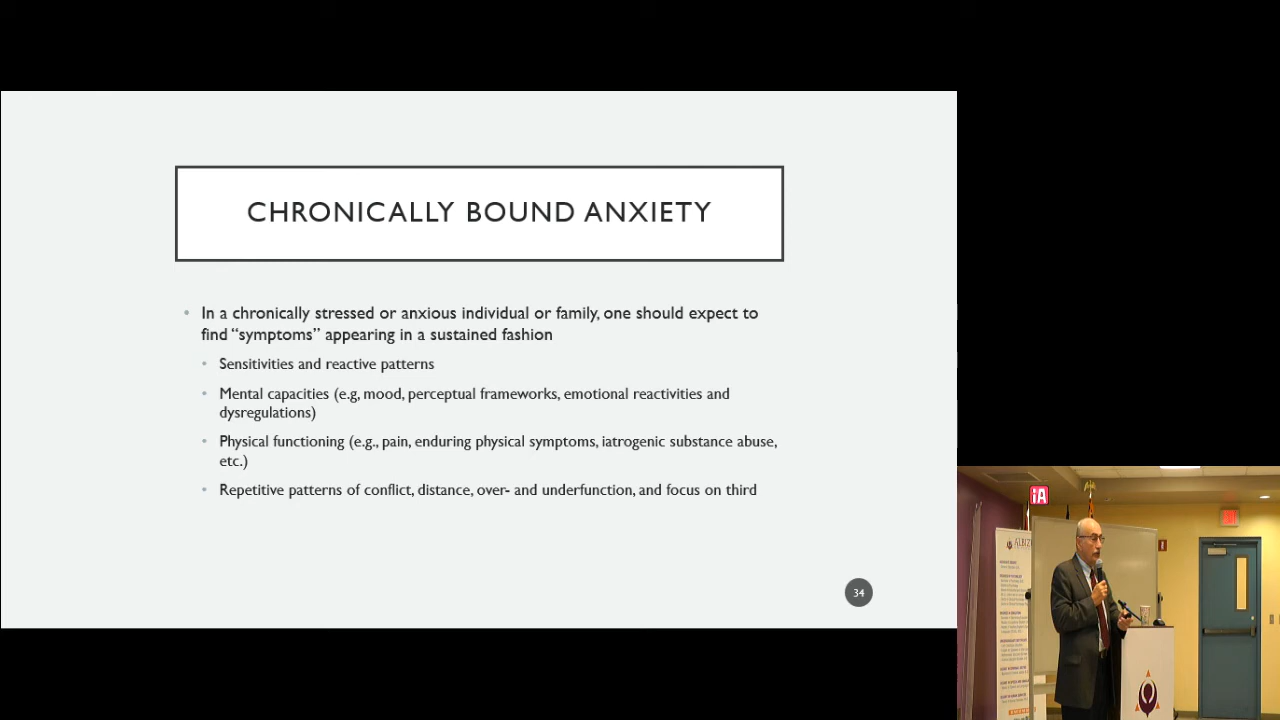 CHRONICALLY BOUND ANXIETY
• In a chronically stressed or anxious individual or family, one should expect to
find “symptoms” appearing in a sustained fashion
• Sensitivities and reactive patterns
• Mental capacities (e.g, mood, perceptual frameworks, emotional reactivities and
dysregulations)
• Physical functioning (e.g., pain, enduring physical symptoms, iatrogenic substance abuse,
etc.)
• Repetitive patterns of conflict, distance, over- and underfunction, and focus on third
34
iA
ALBIZ